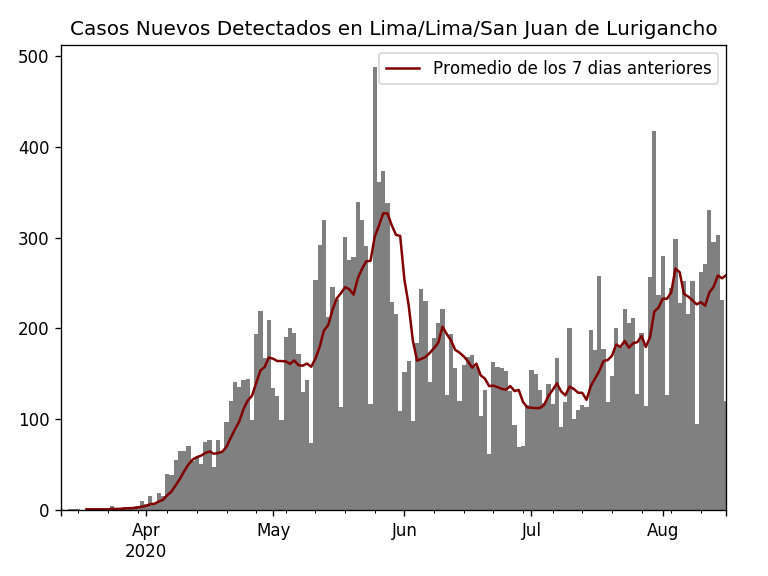 Casos Nuevos Detectados en Lima/Lima/San Juan de Lurigancho
Promedio de los 7 dias anteriores
500
400
300
200
100
0
Apr
2020
May
Jun
Jul
Aug